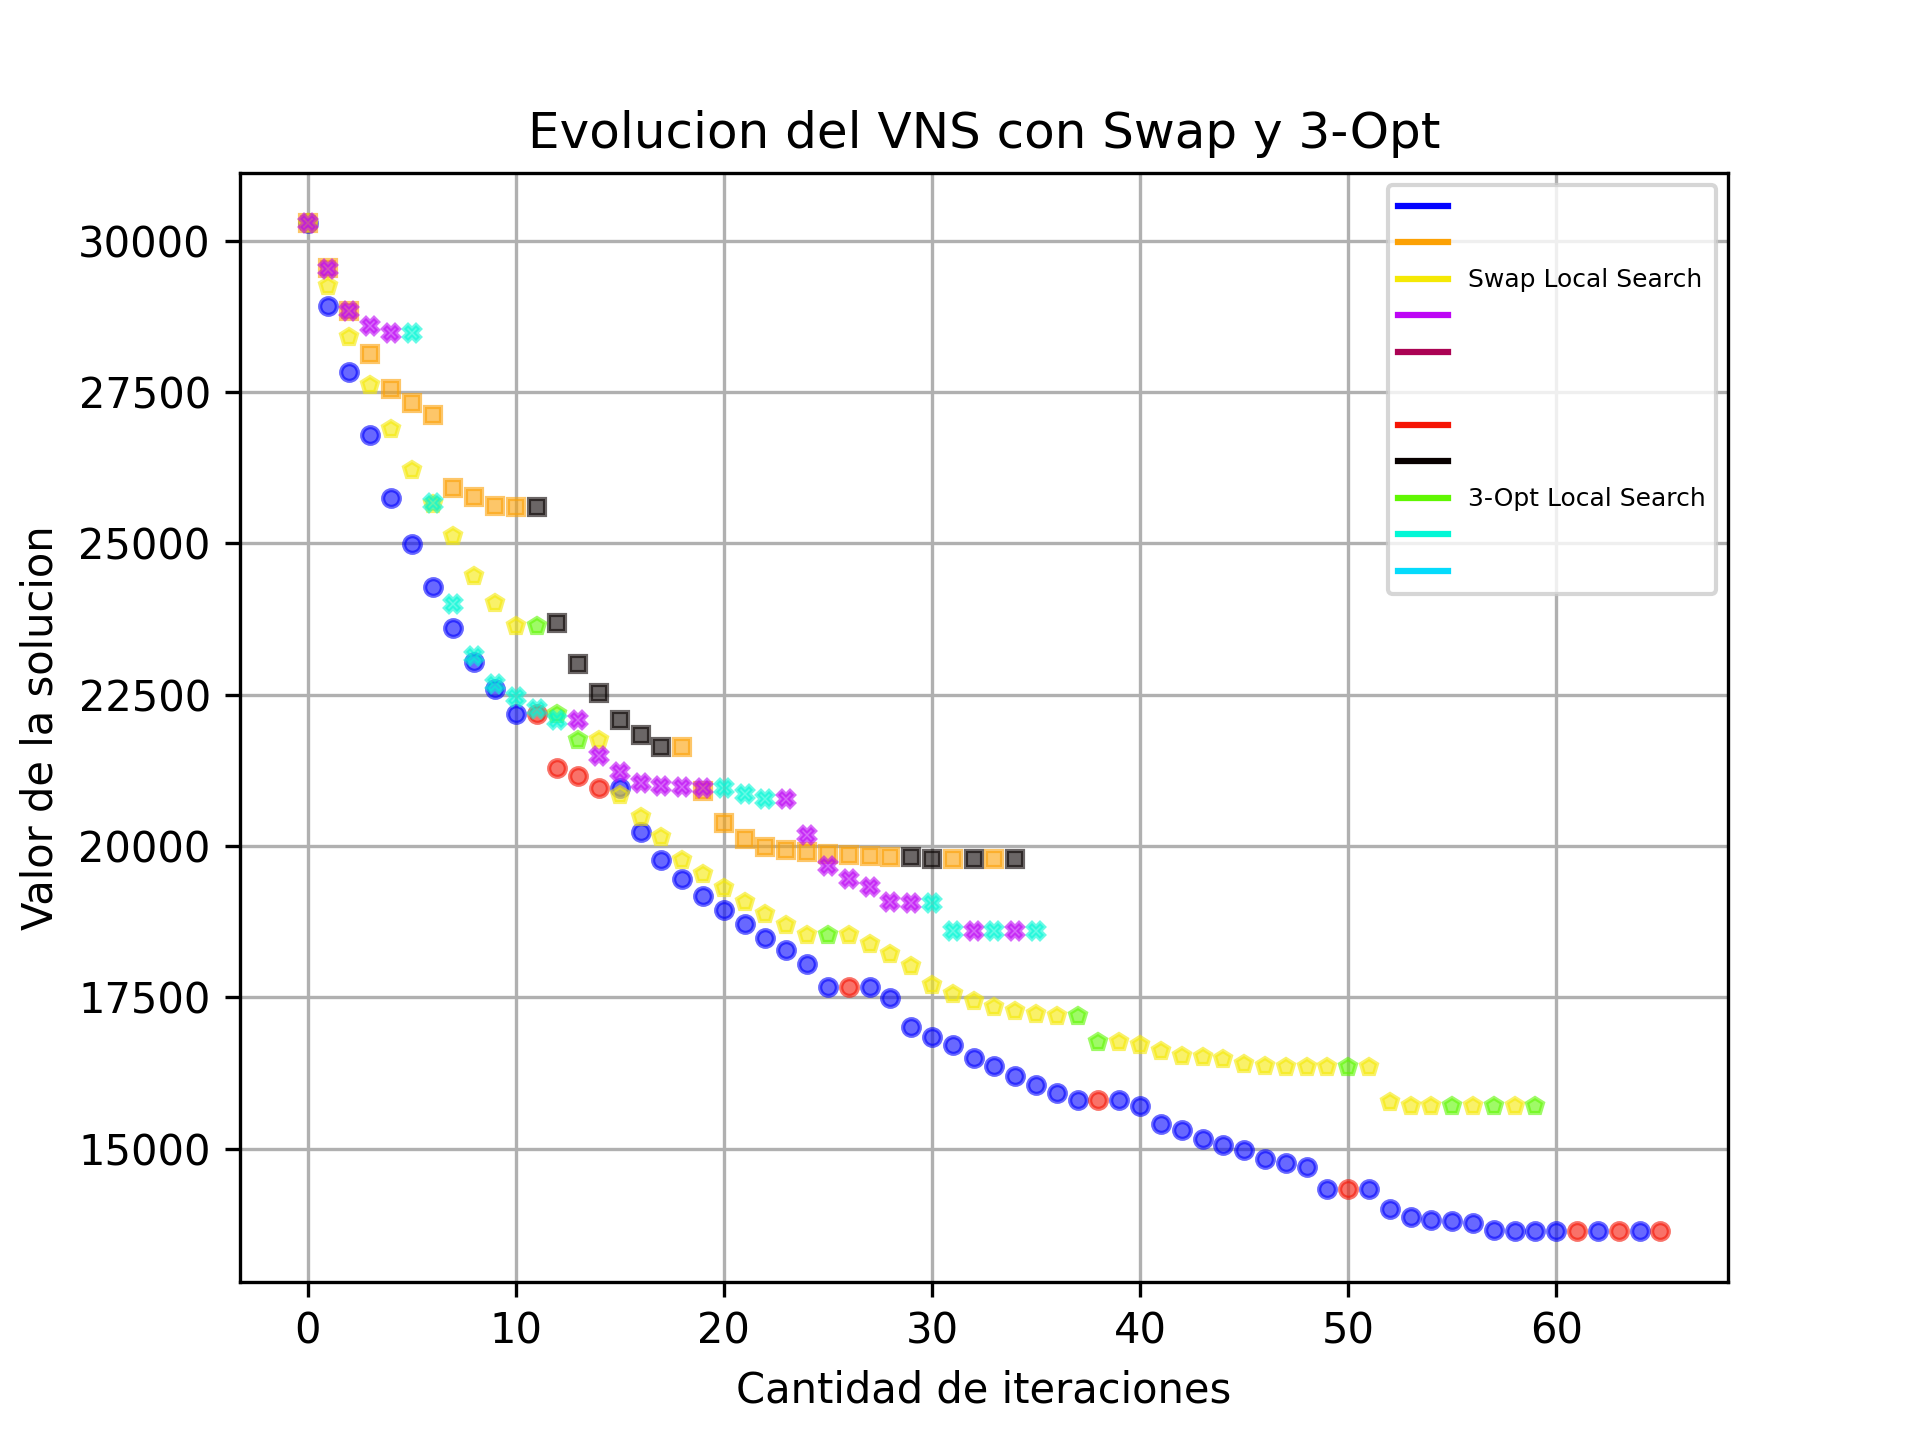 Evolucion del VNS con Swap y 3-Opt
Swap Local Search
3-Opt Local Search
Valor de la solucion
30000
27500
25000
22500
20000
17500
15000
0 10 20 30 40 50 60
Cantidad de iteraciones